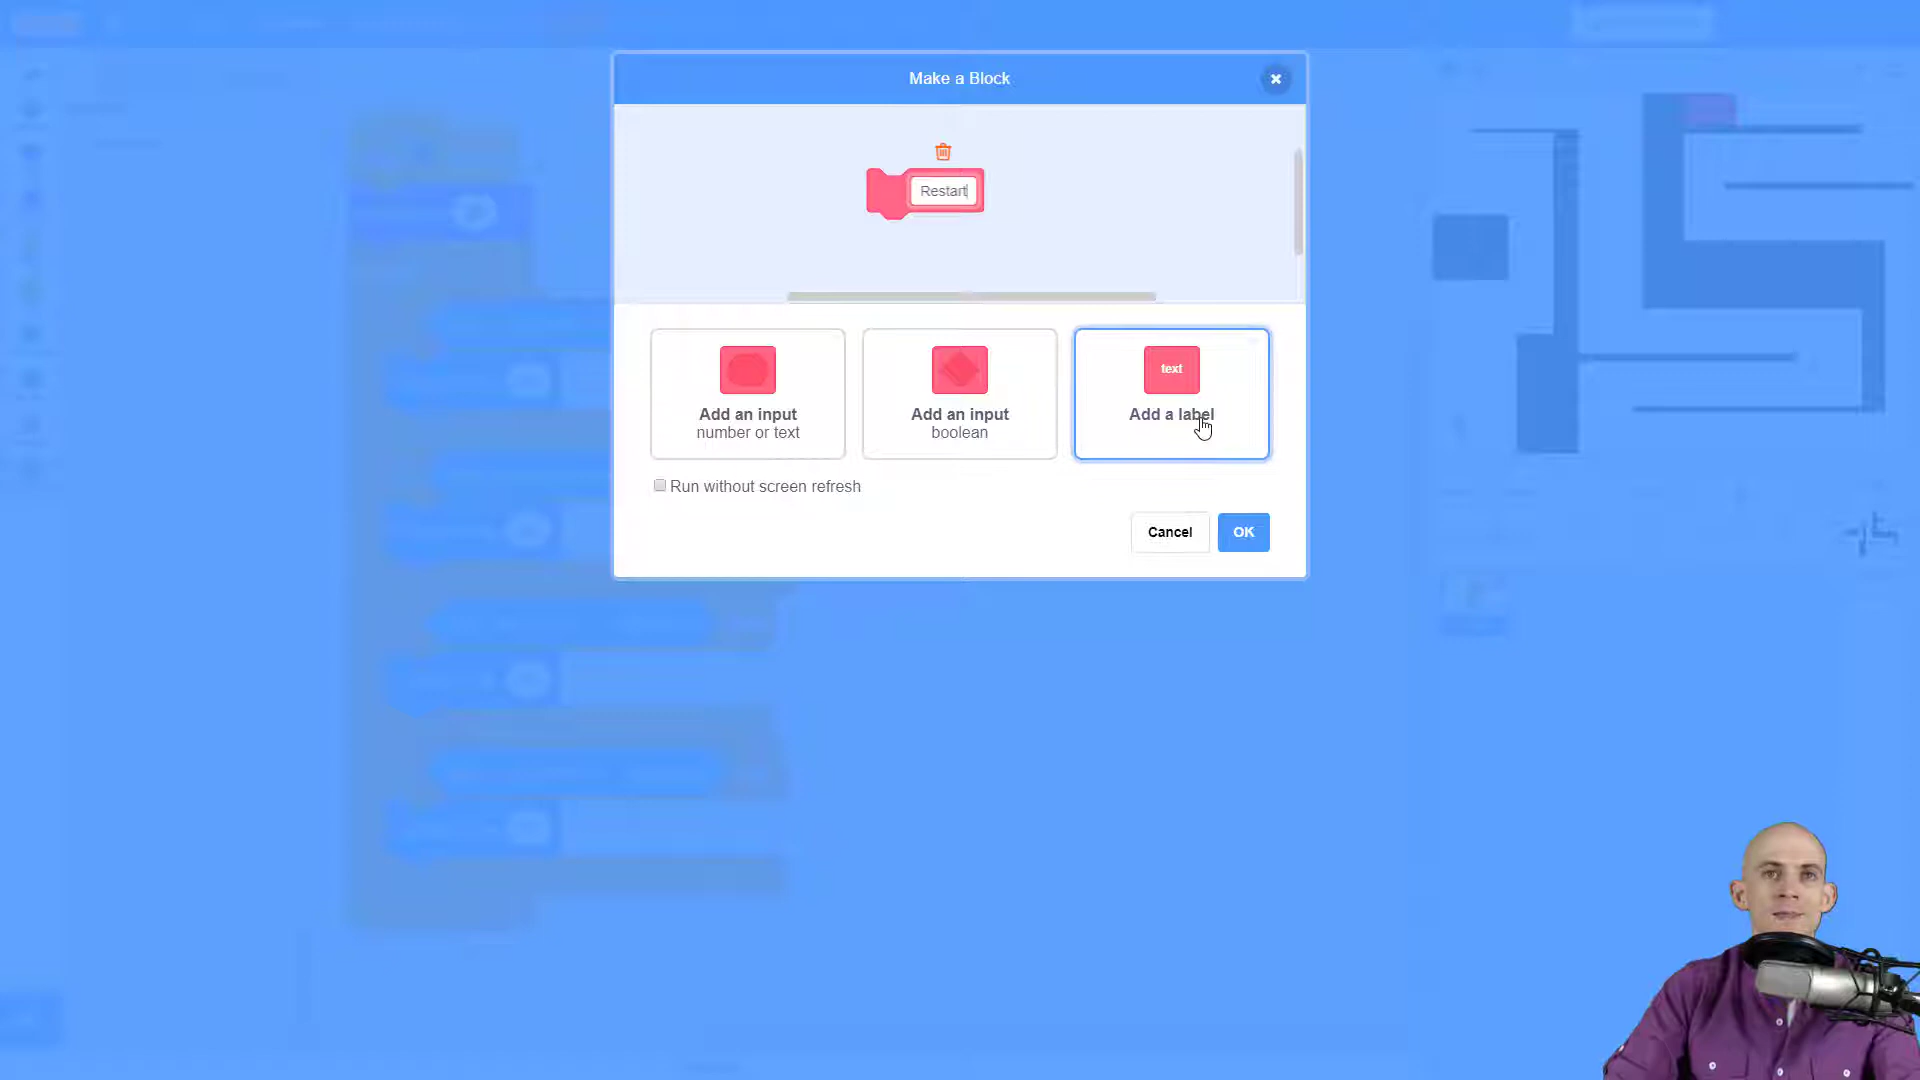 Make a Block
Restart
text
Add an input
number or text
Add an input
boolean
Add a label
Run without screen refresh
Cancel
OK